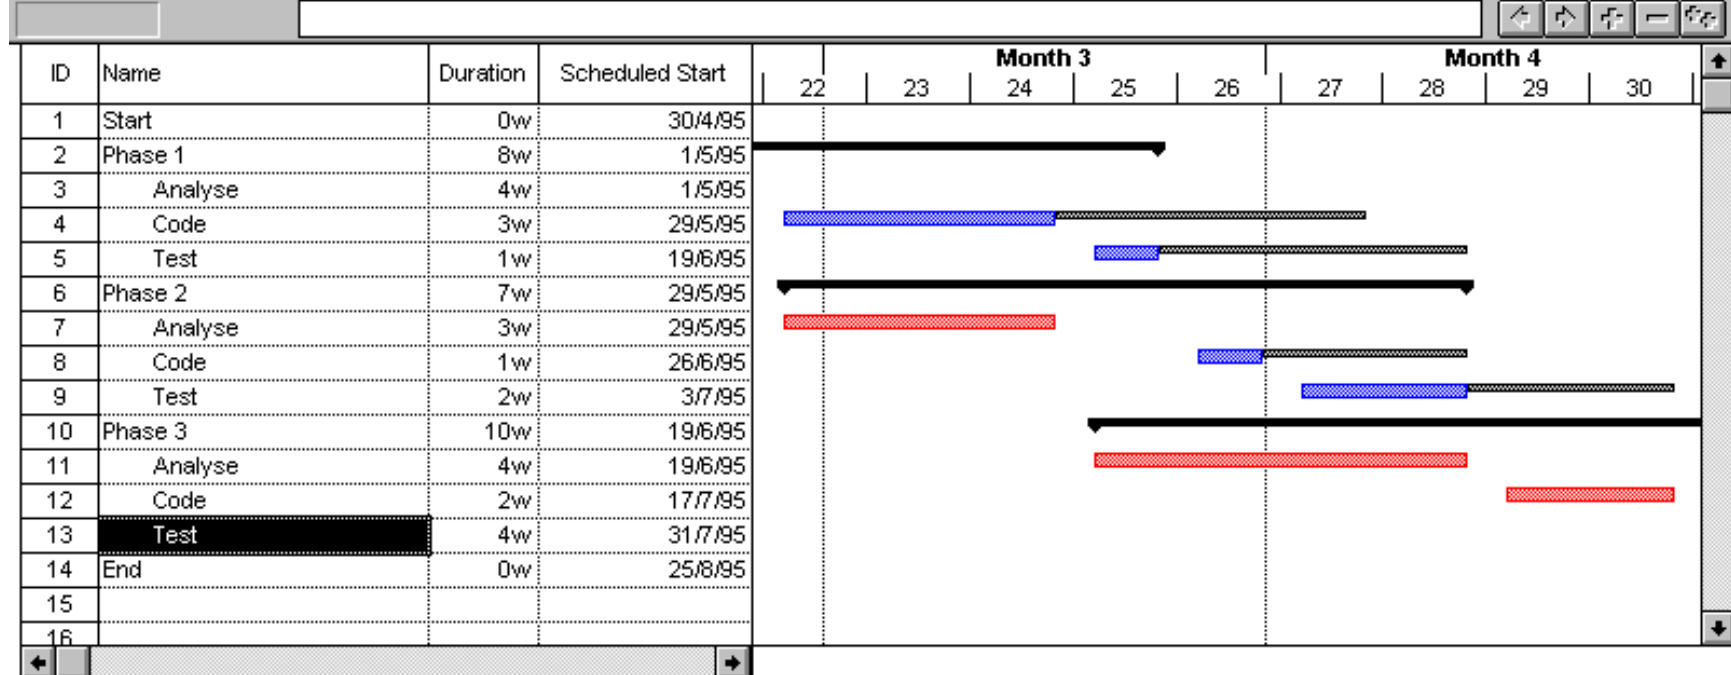 Month 3 Month 4
ID Name Duration Scheduled Start
22 23 24 25 26 27 28 29 30
1 Start 0w 30/4/95
2 Phase 1 8w 1/5/95
3 Analyse 4w 1/5/95
4 Code 3w 29/5/95
5 Test 1w 19/6/95
6 Phase 2 7w 29/5/95
7 Analyse 3w 29/5/95
8 Code 1w 26/6/95
9 Test 2w 3/7/95
10 Phase 3 10w 19/6/95
11 Analyse 4w 19/6/95
12 Code 2w 17/7/95
13 Test 4w 31/7/95
14 End 0w 25/8/95
15
16